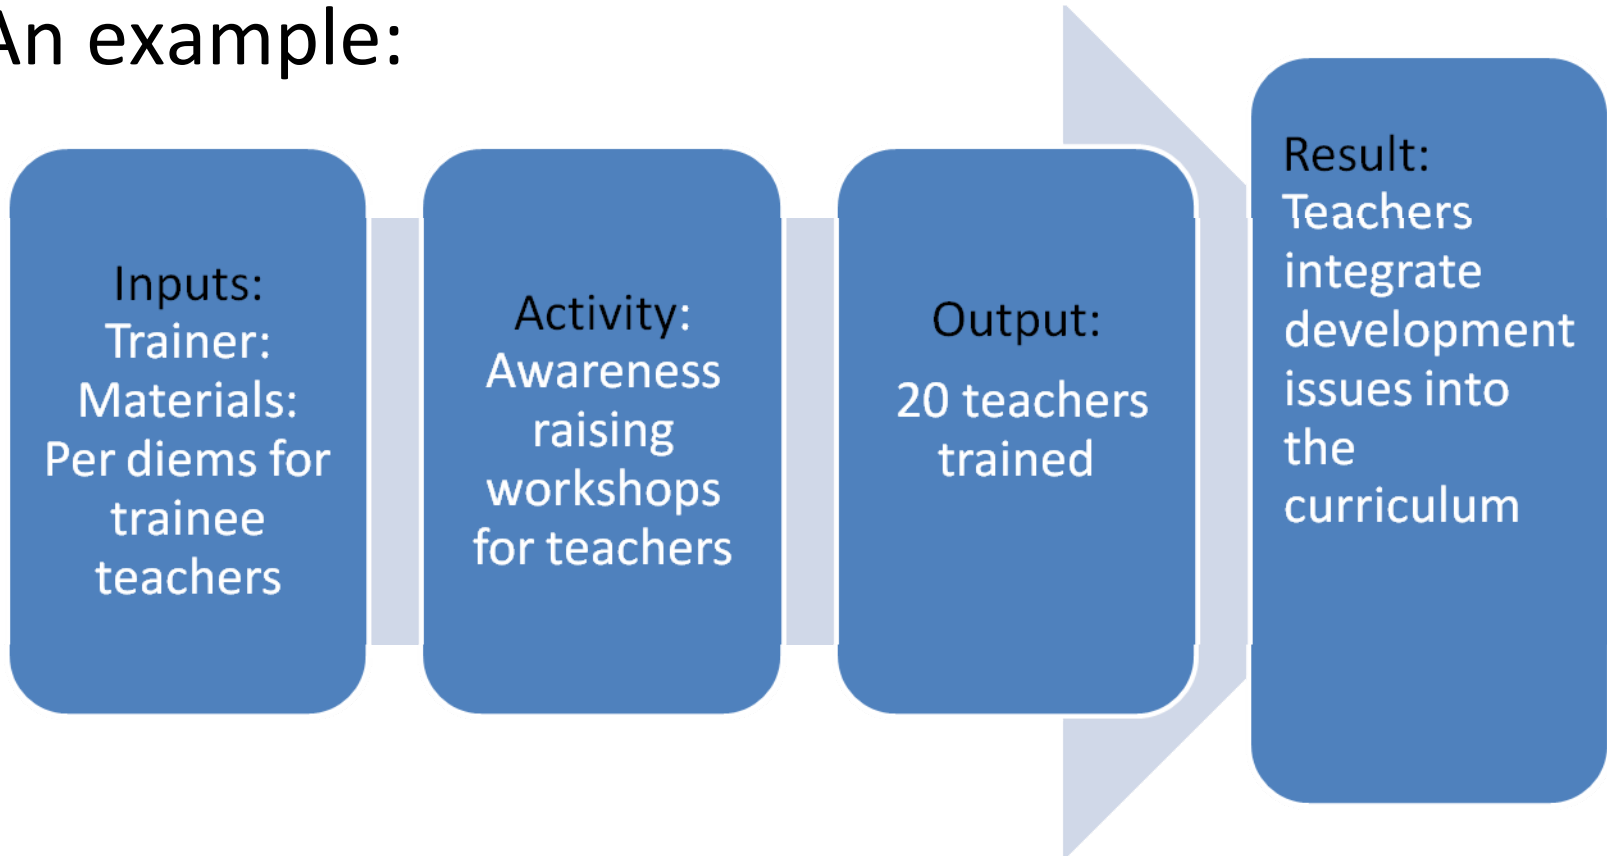 An example:
Inputs:
Trainer:
Materials:
Per diems for
trainee
teachers
Activity:
Awareness
raising
workshops
for teachers
Output:
20 teachers
trained
Result:
Teachers
integrate
development
issues into
the
curriculum